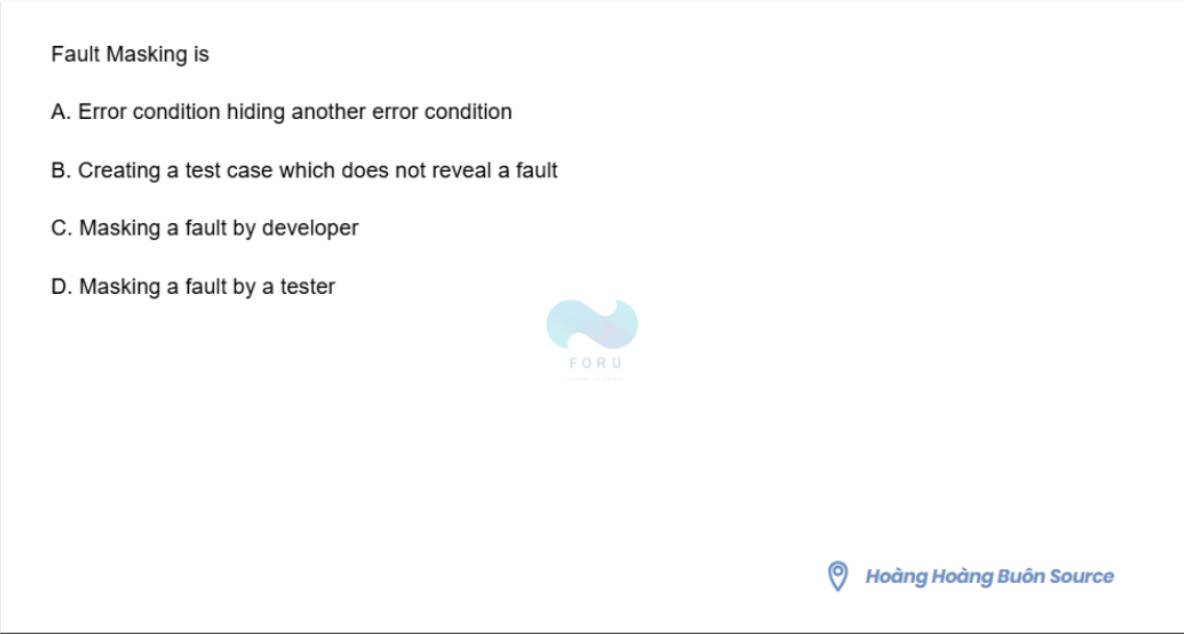 Fault Masking is
A. Error condition hiding another error condition
B. Creating a test case which does not reveal a fault
C. Masking a fault by developer
D. Masking a fault by a tester
FORU
Hoàng Hoàng Buôn Source